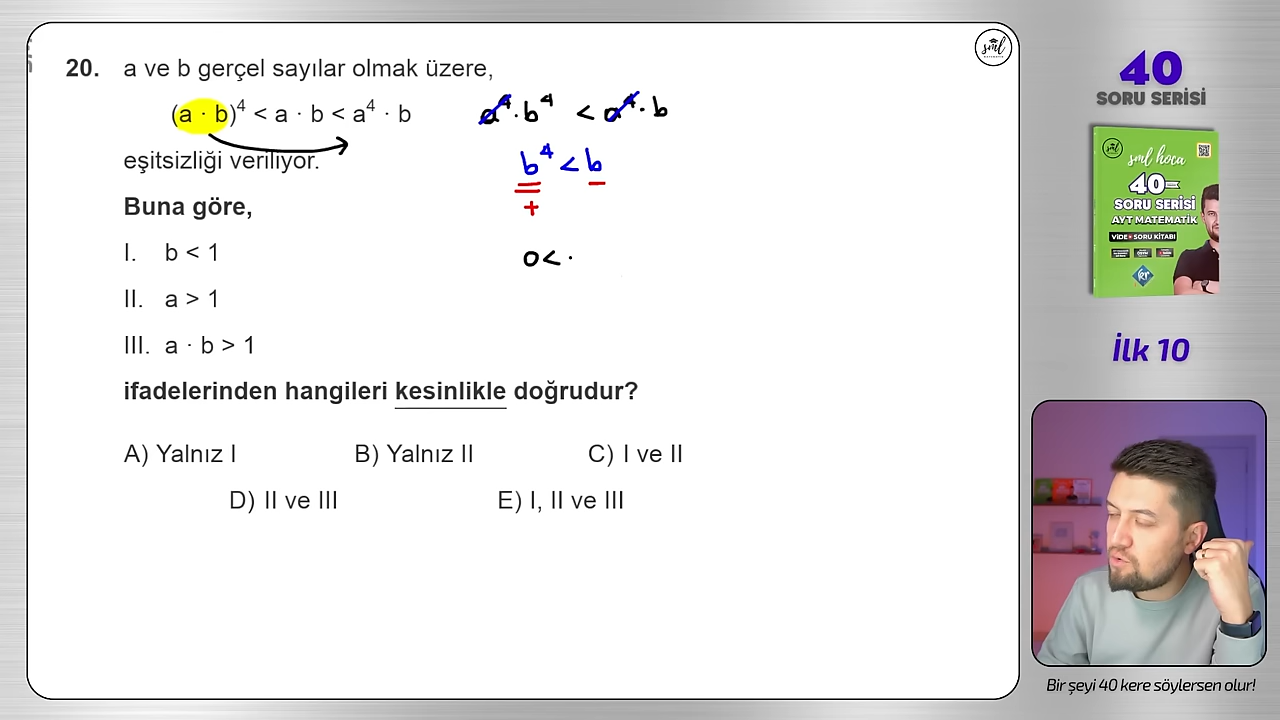 20. a ve b gerçel sayılar olmak üzere,
(a · b)⁴ < a · b < a⁴ · b
eşitsizliği veriliyor.
Buna göre,
I. b < 1
II. a > 1
III. a · b > 1
ifadelerinden hangileri kesinlikle doğrudur?
A) Yalnız I B) Yalnız II C) I ve II
D) II ve III E) I, II ve III
a⁴ · b⁴ < a⁴ · b
b⁴ < b
+
0 < ·
sml
40
SORU SERİSİ
sml hoca
40
SORU SERİSİ
AYT MATEMATİK
VİDEO SORU KİTABI
kr
İlk 10
Bir şeyi 40 kere söylersen olur!